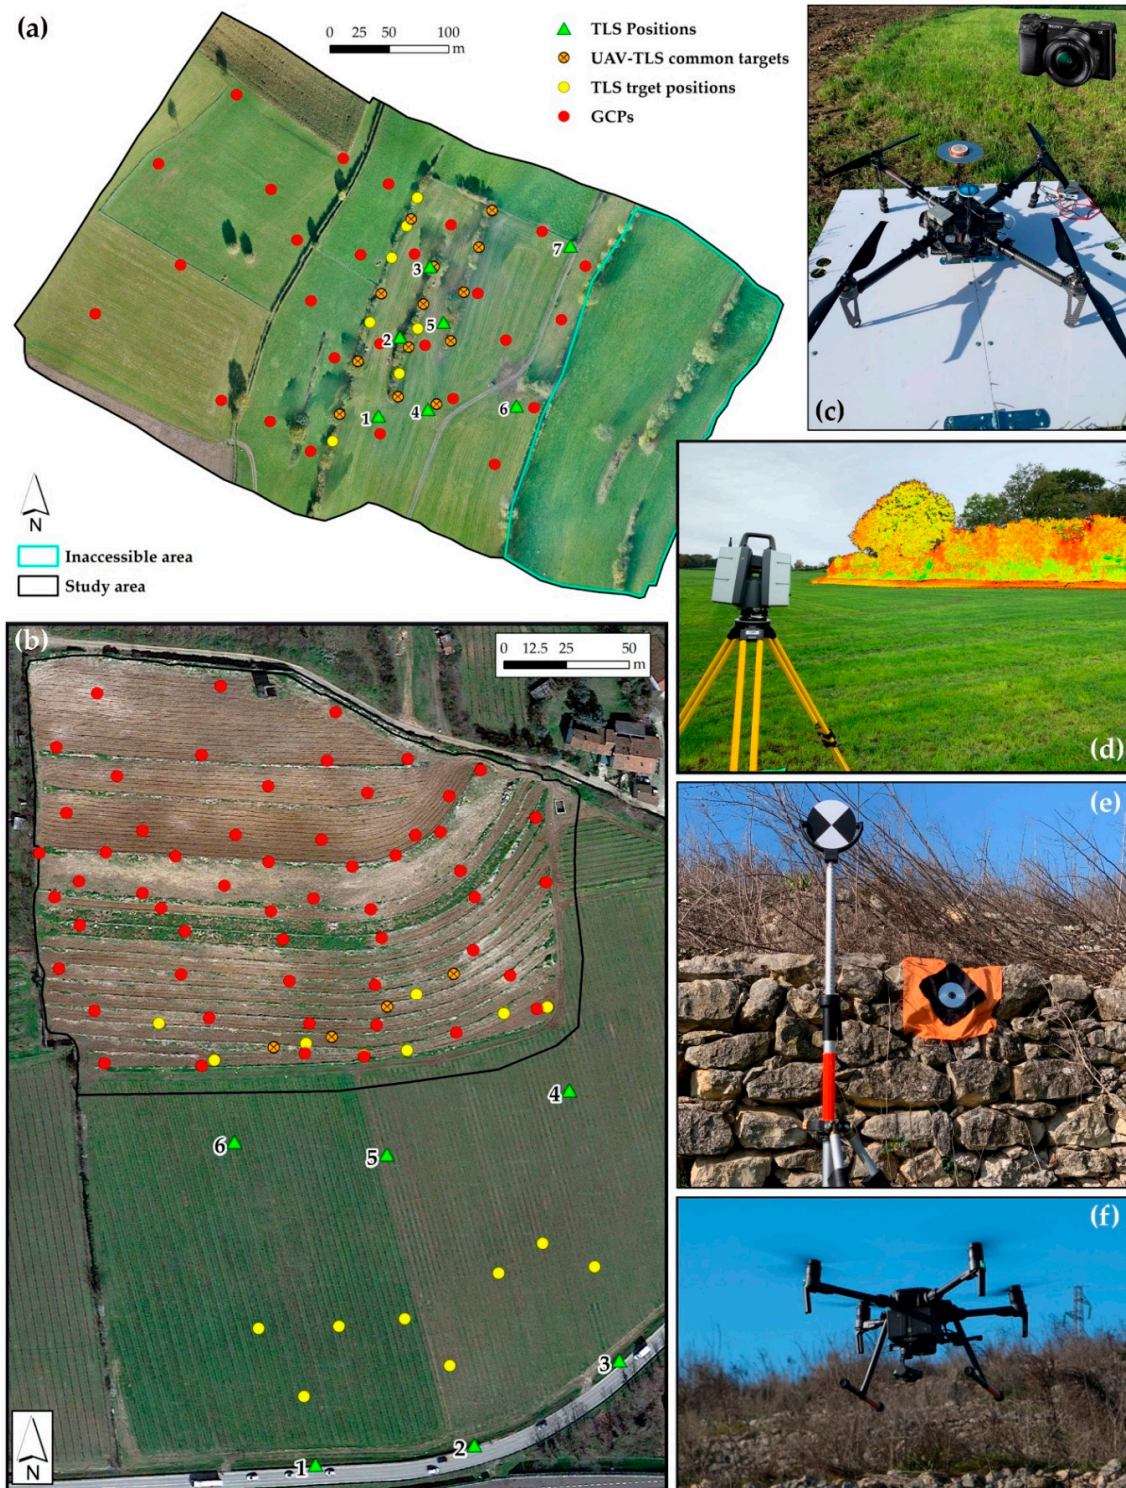 (a)
0 25 50 100
m
TLS Positions
UAV-TLS common targets
TLS trget positions
GCPs
7
3
5
2
1
4
6
N
Inaccessible area
Study area
(b)
0 12.5 25 50
m
4
6
5
3
2
1
N
SONY
(c)
(d)
(e)
(f)